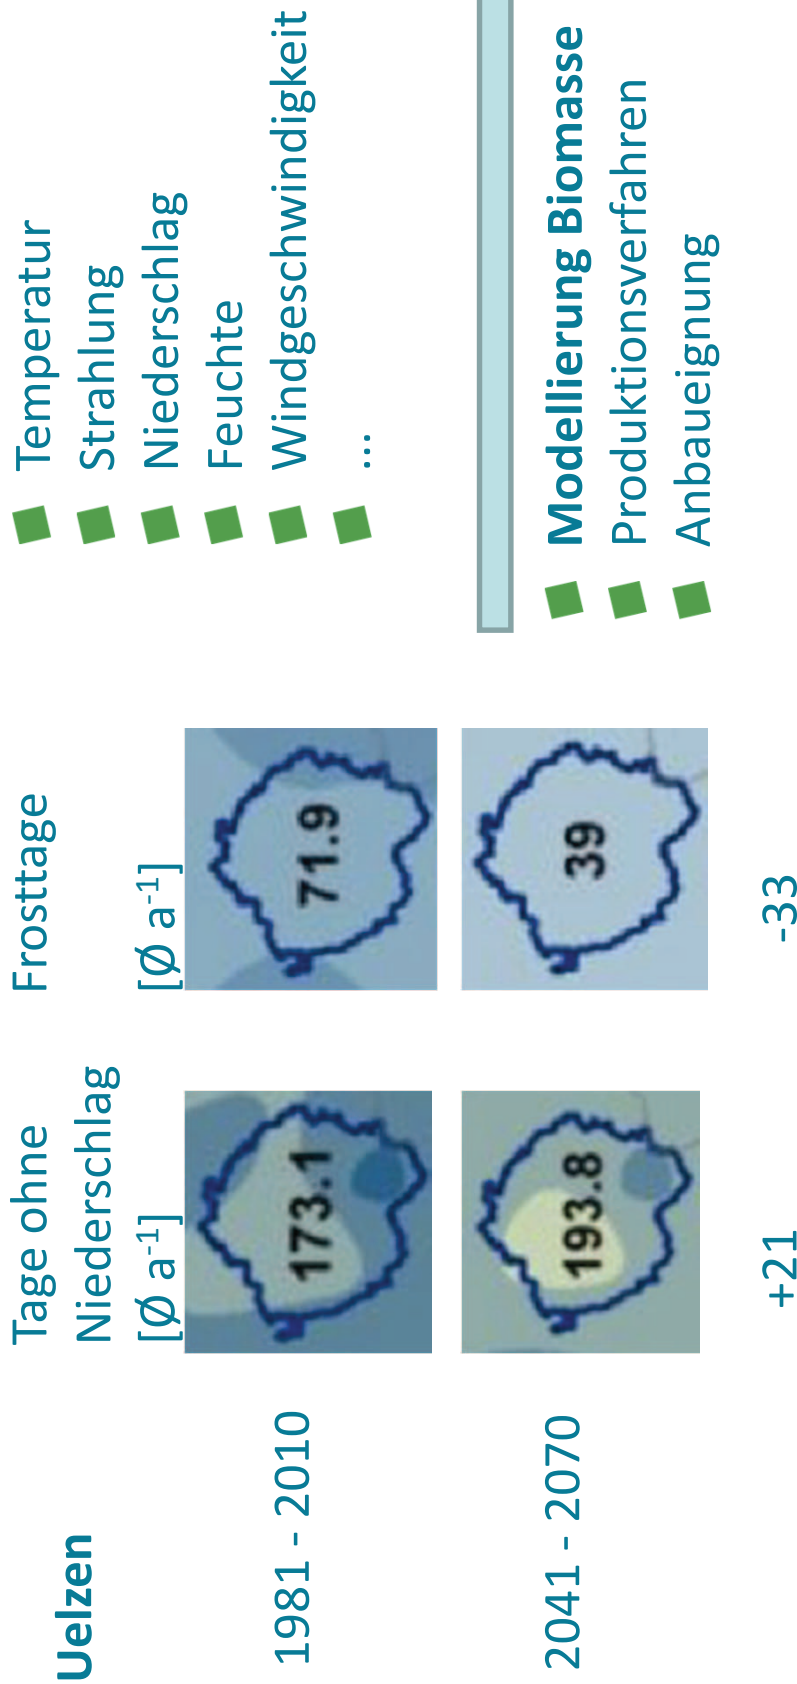 Uelzen
Tage ohne
Niederschlag
[Ø a-1]
Frosttage
[Ø a-1]
1981 - 2010
173.1
71.9
2041 - 2070
193.8
39
+21
-33
Temperatur
Strahlung
Niederschlag
Feuchte
Windgeschwindigkeit
...
Modellierung Biomasse
Produktionsverfahren
Anbaueignung